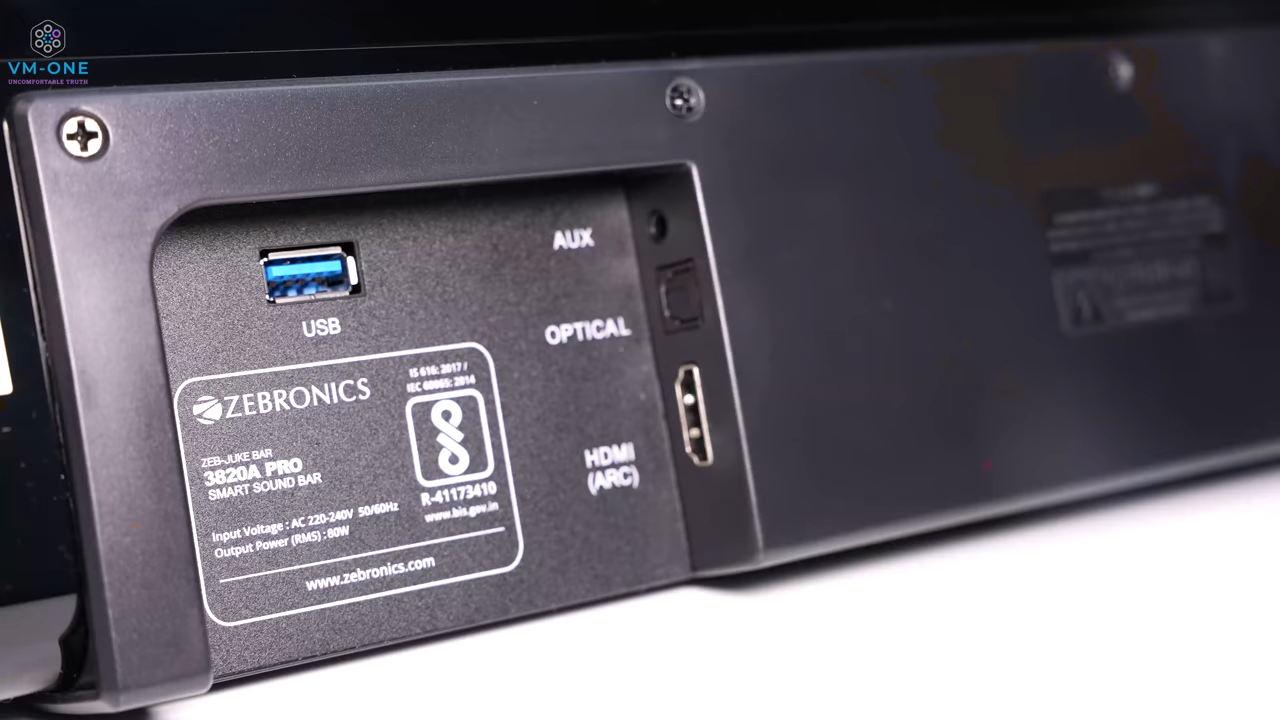 VM-ONE
UNCOMFORTABLE TRUTH
AUX
USB
OPTICAL
IS 616: 2017 /
IEC 60065: 2014
ZEBRONICS
ZEB-JUKE BAR
3820A PRO
SMART SOUND BAR
R-41173410
www.bis.gov.in
HDMI
(ARC)
Input Voltage : AC 220-240V 50/60Hz
Output Power (RMS) : 80W
www.zebronics.com